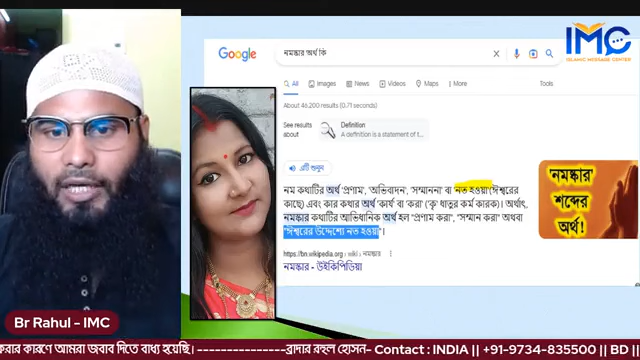 Google
নমস্কার অর্থ কি
IMC
ISLAMIC MESSAGE CENTER
All Images News Videos Maps More Tools
About 46,200 results (0.71 seconds)
See results
about
Definition
A definition is a statement of t...
এটি শুনুন
নম কথাটির অর্থ 'প্রণাম', 'অভিবাদন', 'সম্মাননা' বা 'নত হওয়া' (ঈশ্বরের
কাছে) এবং কার কথার অর্থ 'কার্য' বা 'করা' ('কৃ' ধাতুর কর্ম কারক)। অর্থাৎ,
নমস্কার কথাটির আভিধানিক অর্থ হল "প্রণাম করা", "সম্মান করা" অথবা
"ঈশ্বরের উদ্দেশ্যে নত হওয়া"।
https://bn.wikipedia.org › wiki › নমস্কার
নমস্কার - উইকিপিডিয়া
'নমস্কার'
শব্দের
অর্থ!
Br Rahul - IMC
করার কারণে আমরা জবাব দিতে বাধ্য হয়েছি। --------------ব্রাদার রাহুল হোসেন- Contact : INDIA || +91-9734-835500 || BD ||